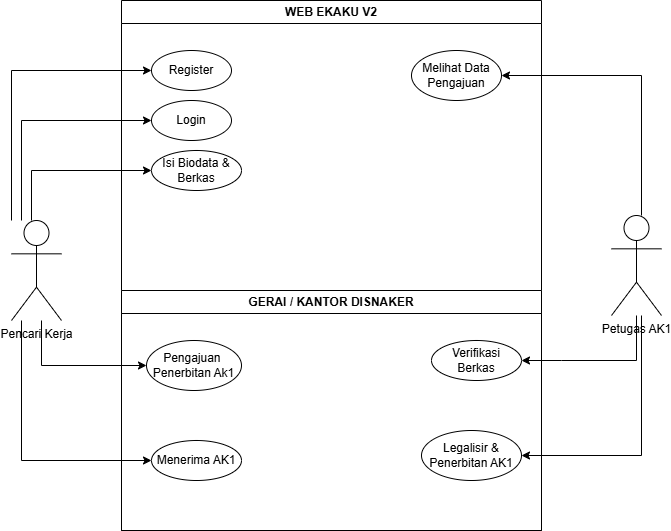 WEB EKAKU V2
Register
Melihat Data
Pengajuan
Login
Isi Biodata &
Berkas
GERAI / KANTOR DISNAKER
Pencari Kerja
Petugas AK1
Pengajuan
Penerbitan Ak1
Verifikasi
Berkas
Menerima AK1
Legalisir &
Penerbitan AK1